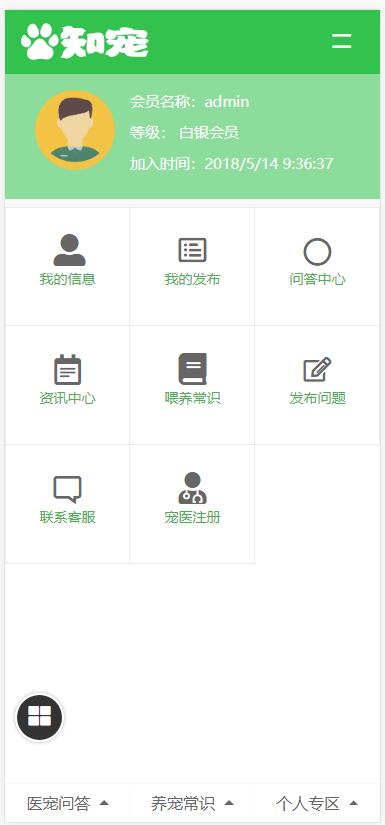 知宠
会员名称：admin
等级： 白银会员
加入时间：2018/5/14 9:36:37
我的信息
我的发布
问答中心
资讯中心
喂养常识
发布问题
联系客服
宠医注册
医宠问答
养宠常识
个人专区